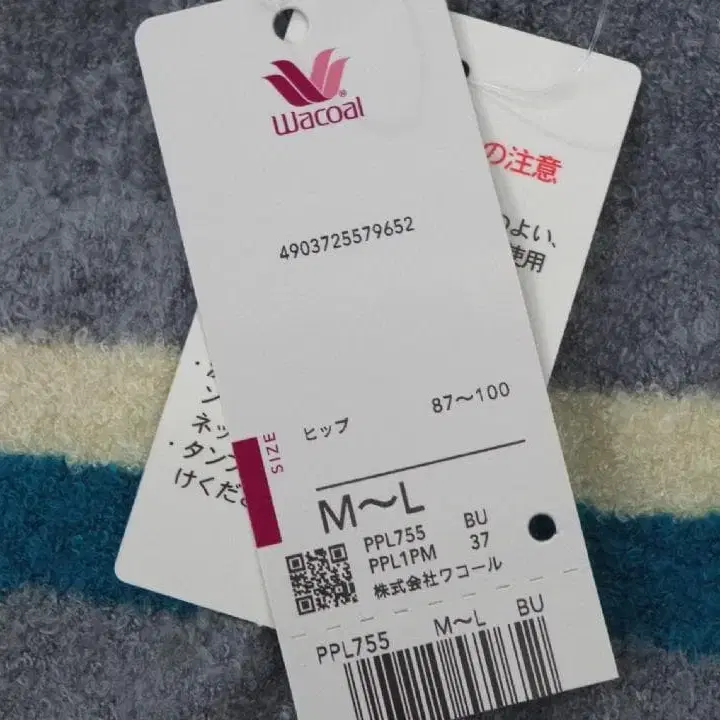 Wacoal®
4903725579652
SIZE
ヒップ 87〜100
M〜L
PPL755 BU
PPL1PM 37
株式会社ワコール
PPL755 M〜L BU
の注意
よい、
使用
ネッ
・タン
けくだ